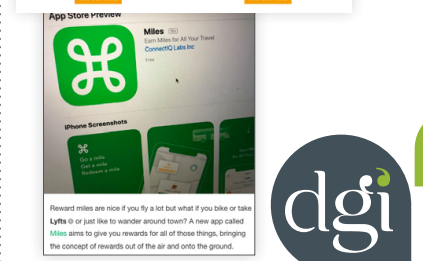 App Store Preview
Miles
Earn Miles for All Your Travel
ConnectIQ Labs Inc
Free
iPhone Screenshots
Go a mile
Get a mile
Redeem a mile
Reward miles are nice if you fly a lot but what if you bike or take
Lyfts or just like to wander around town? A new app called
Miles aims to give you rewards for all of those things, bringing
the concept of rewards out of the air and onto the ground.
dgi